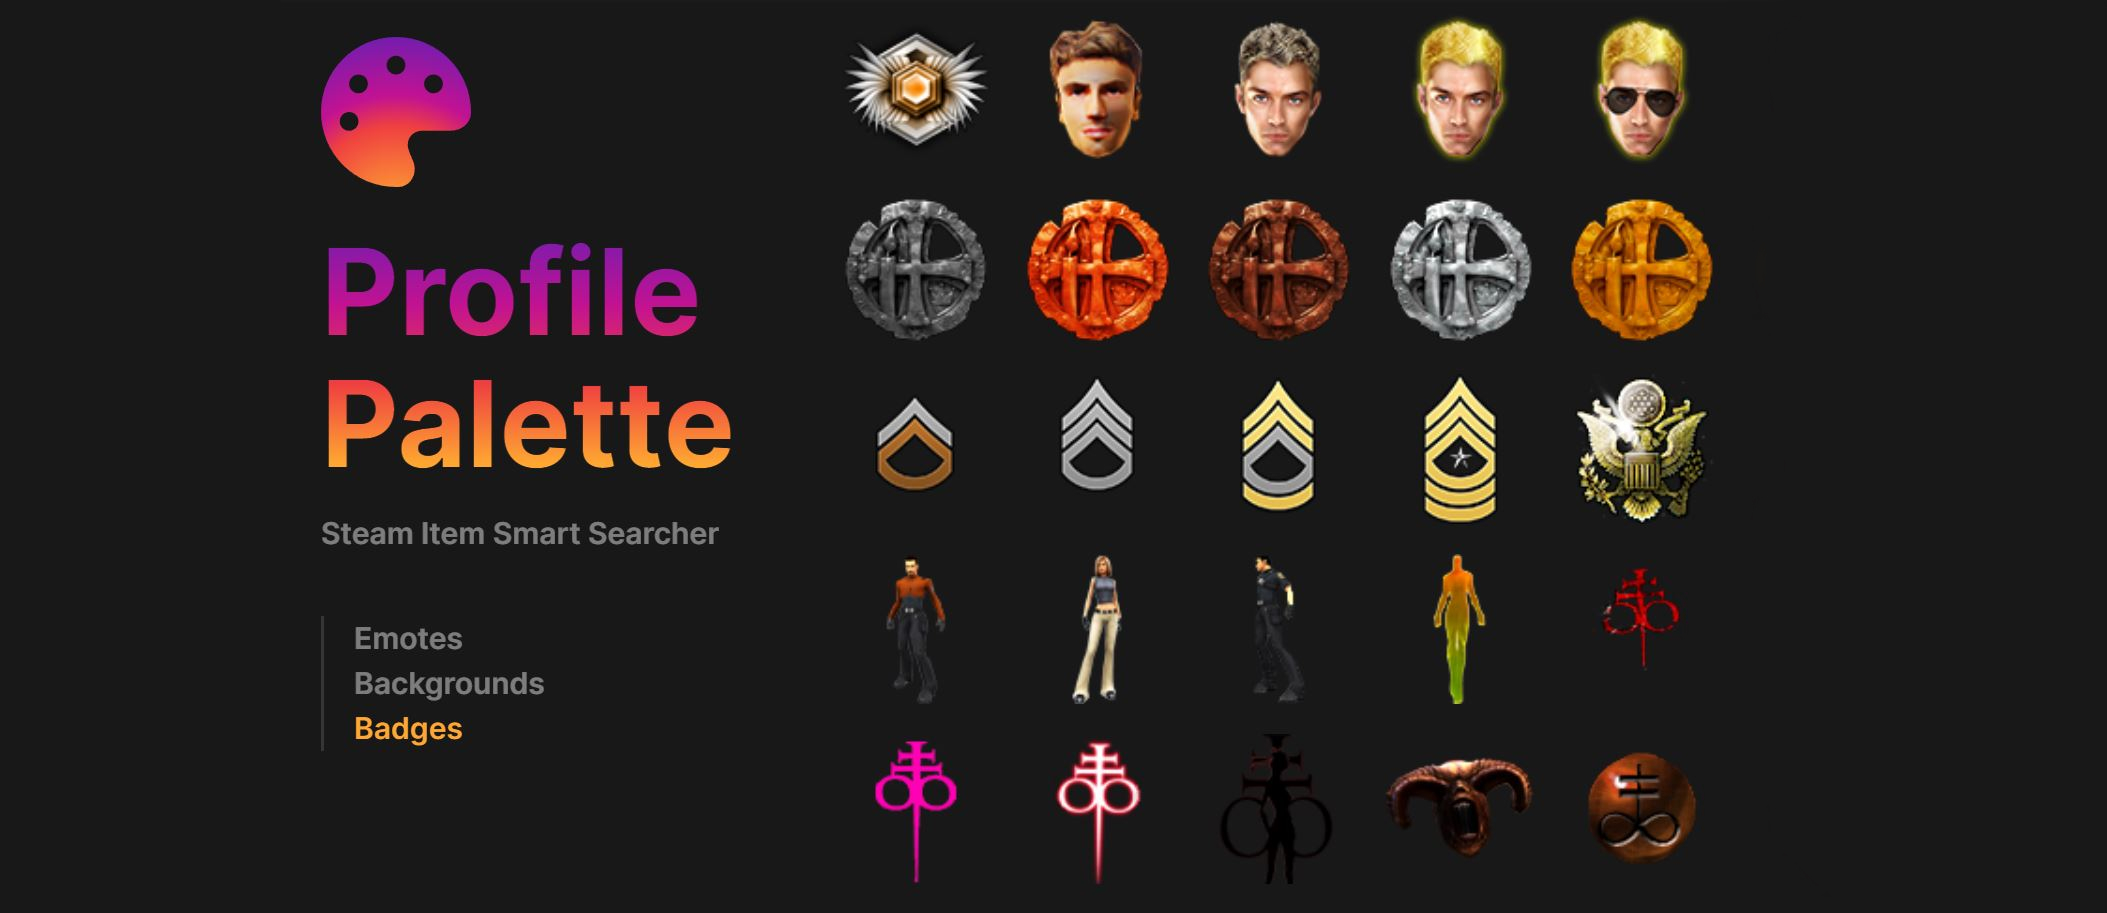 Profile
Palette
Steam Item Smart Searcher
Emotes
Backgrounds
Badges